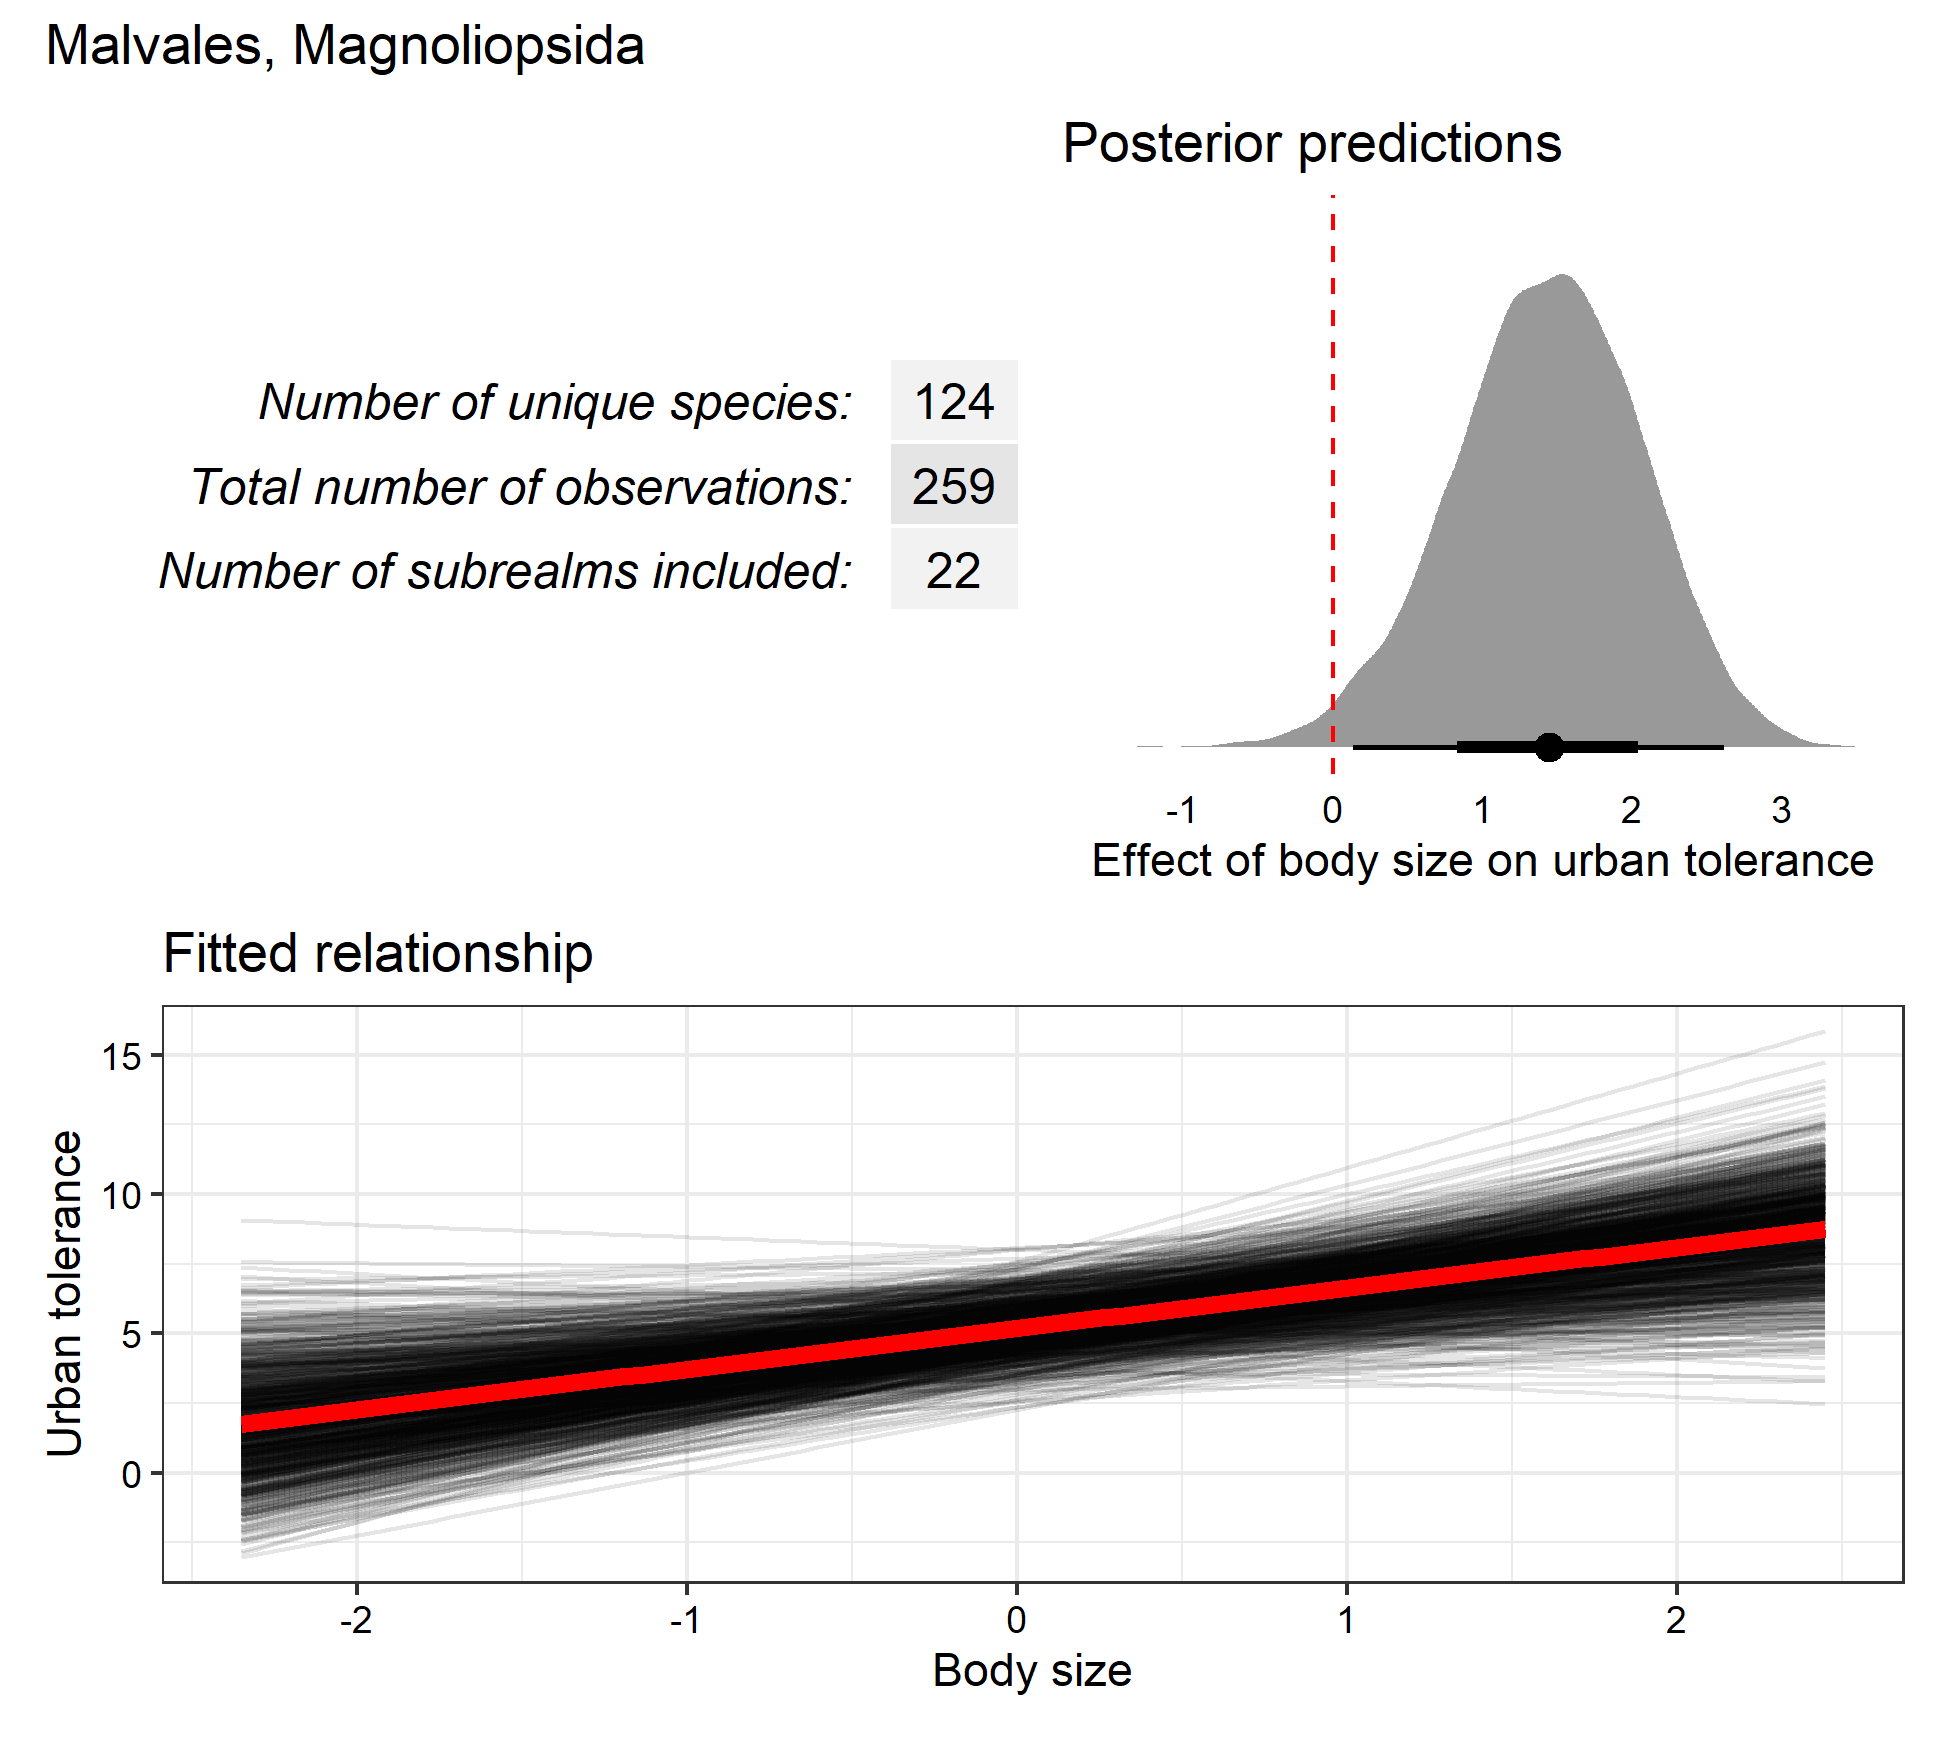 Malvales, Magnoliopsida
Posterior predictions
Number of unique species: 124
Total number of observations: 259
Number of subrealms included: 22
-1 0 1 2 3
Effect of body size on urban tolerance
Fitted relationship
15
10
5
0
Urban tolerance
-2 -1 0 1 2
Body size